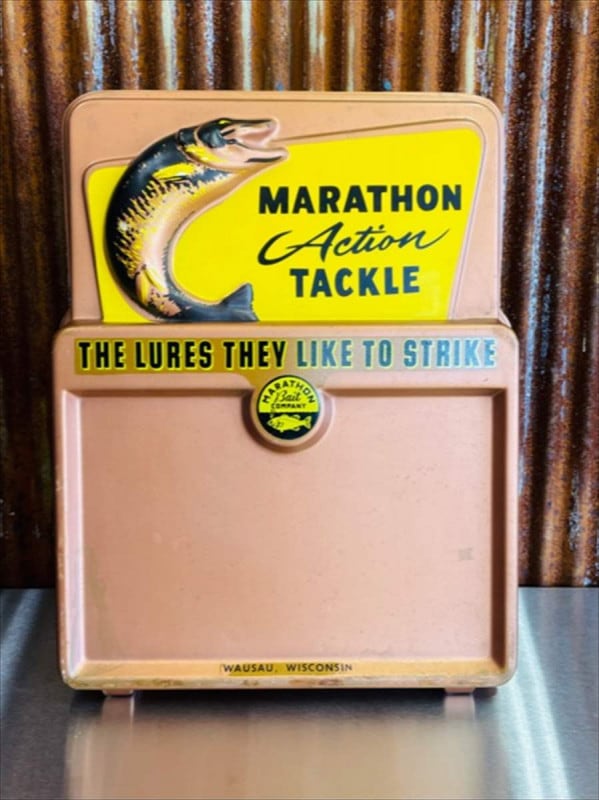 MARATHON
Action
TACKLE
THE LURES THEY LIKE TO STRIKE
MARATHON
Bait
COMPANY
WAUSAU, WISCONSIN